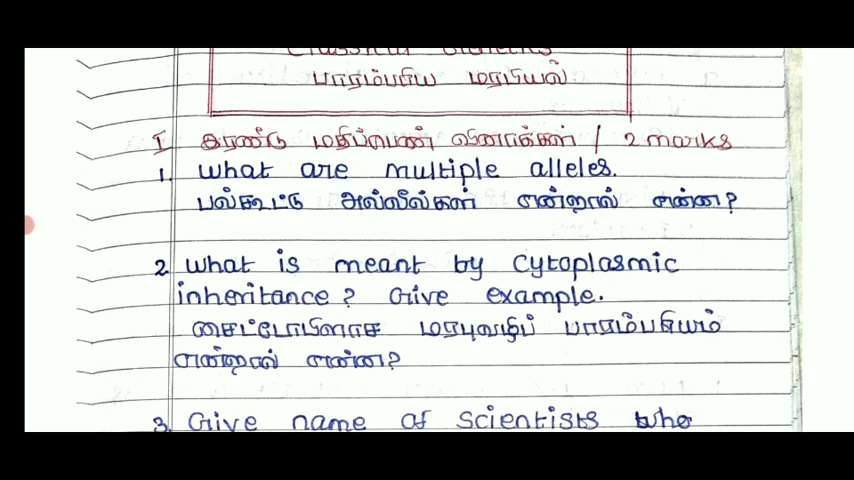 Classical Genetics
பாரம்பரிய மரபியல்
I இரண்டு மதிப்பெண் வினாக்கள் / 2 marks
1. What are multiple alleles.
பல்கூட்டு அல்லீல்கள் என்றால் என்ன?
2 What is meant by cytoplasmic
inheritance? Give example.
சைட்டோபிளாச மரபுவழிப் பாரம்பரியம்
என்றால் என்ன?
3. Give name of scientists who